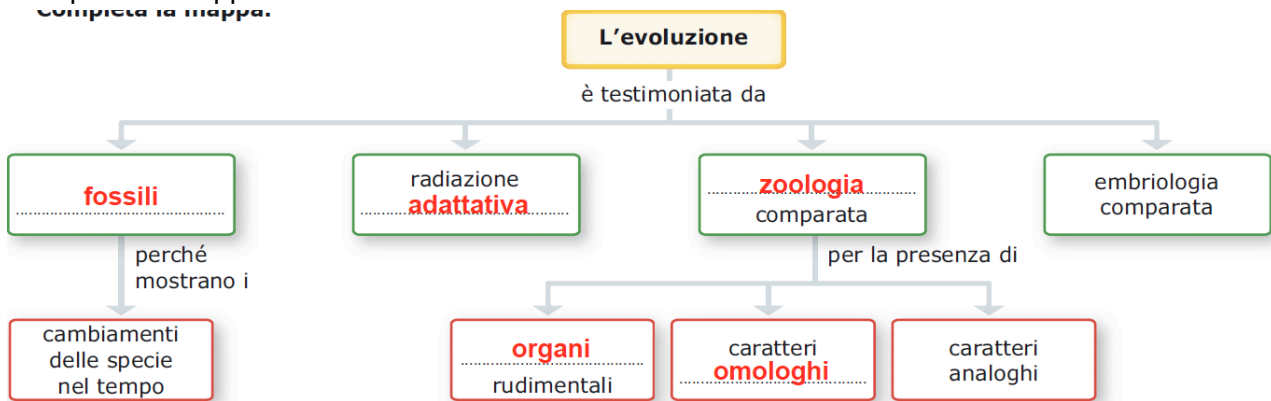 Completa la mappa.
L'evoluzione
è testimoniata da
fossili
radiazione
adattativa
zoologia
comparata
embriologia
comparata
perché
mostrano i
per la presenza di
cambiamenti
delle specie
nel tempo
organi
rudimentali
caratteri
omologhi
caratteri
analoghi